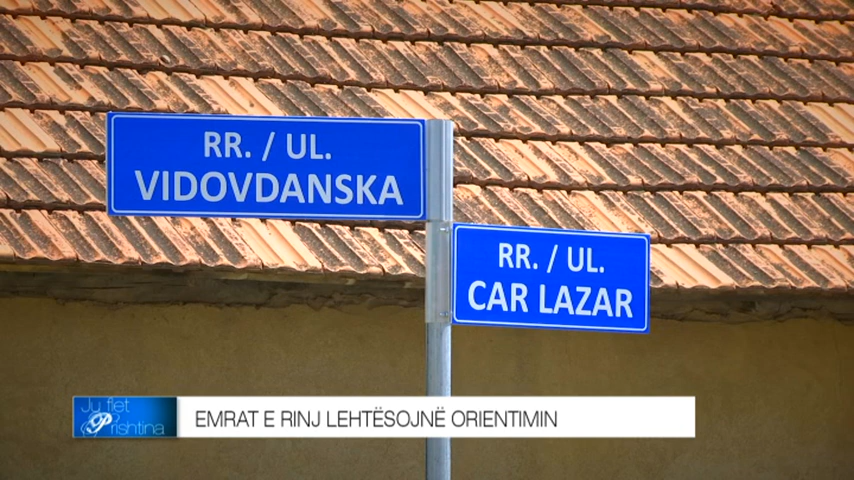 RR. / UL.
VIDOVDANSKA
RR. / UL.
CAR LAZAR
Ju flet
Prishtina
EMRAT E RINJ LEHTËSOJNË ORIENTIMIN